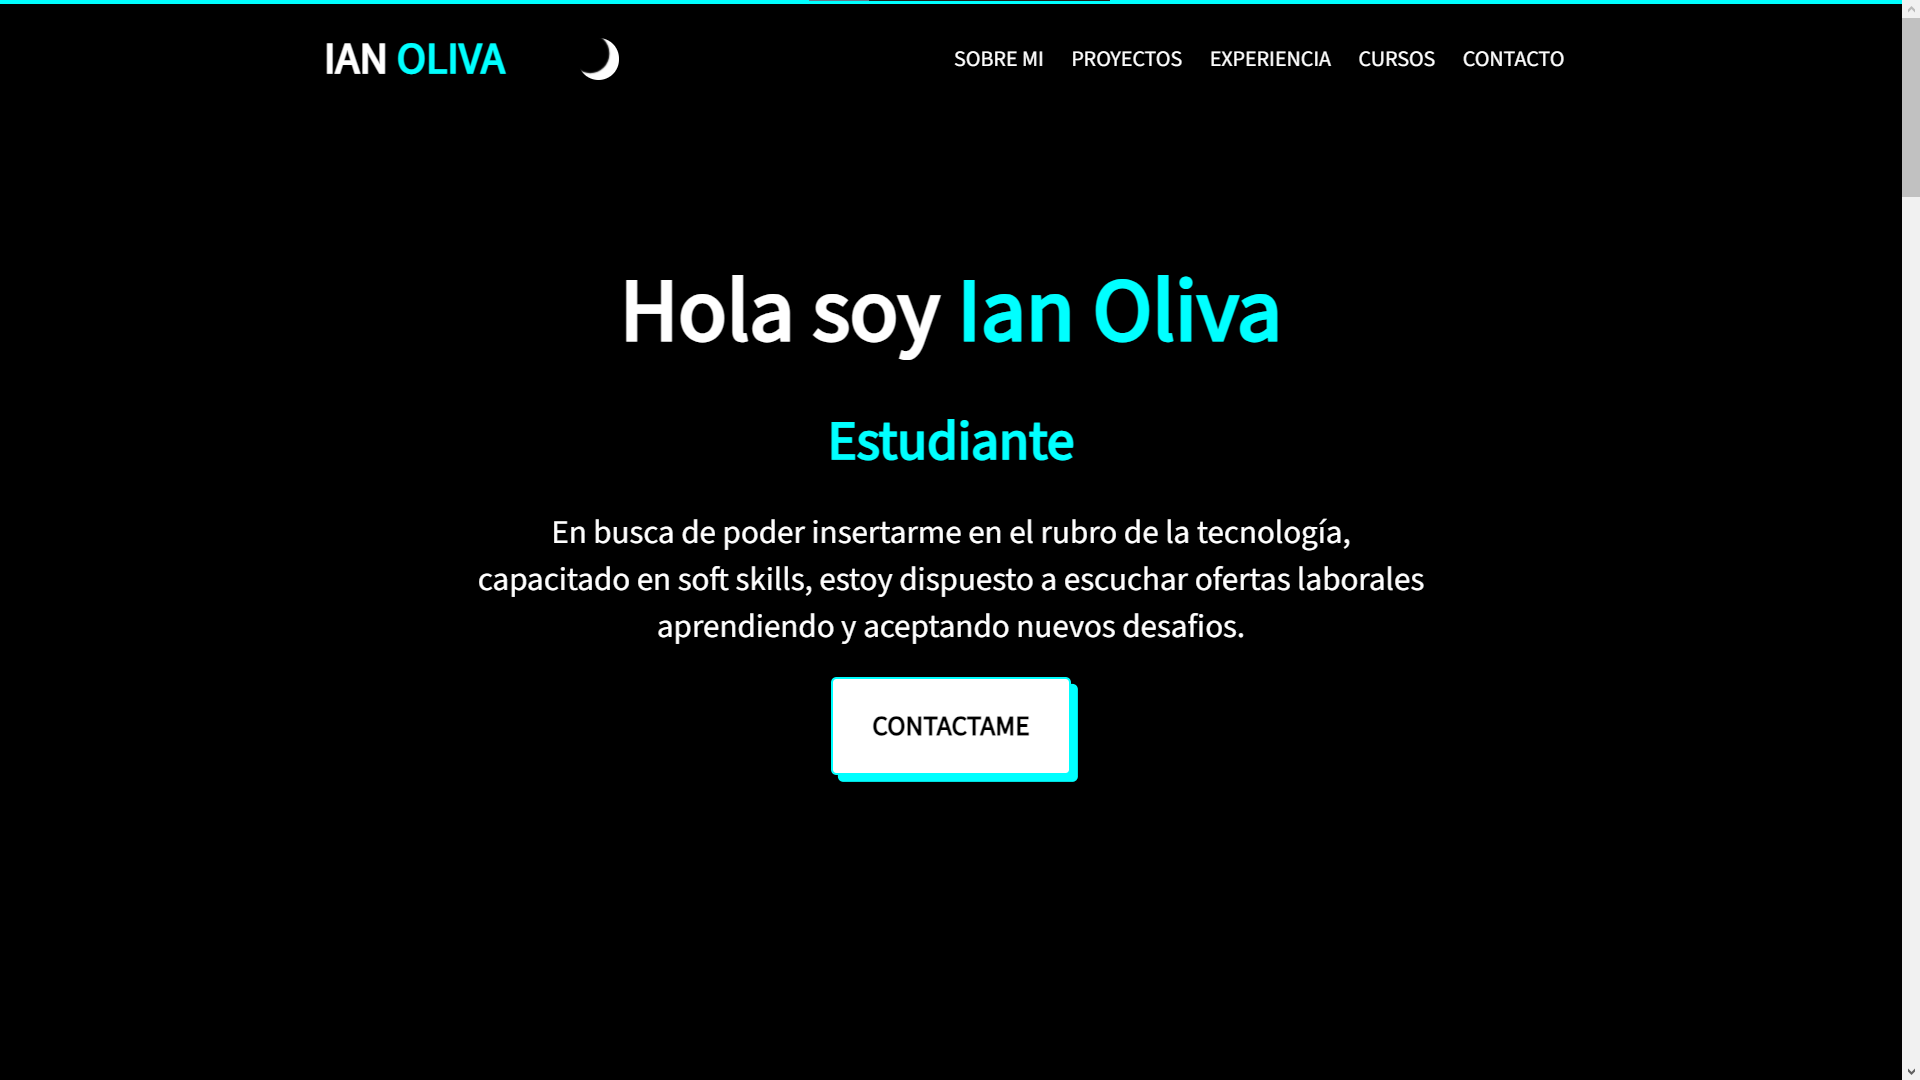 IAN OLIVA
SOBRE MI PROYECTOS EXPERIENCIA CURSOS CONTACTO
Hola soy Ian Oliva
Estudiante
En busca de poder insertarme en el rubro de la tecnología,
capacitado en soft skills, estoy dispuesto a escuchar ofertas laborales
aprendiendo y aceptando nuevos desafios.
CONTACTAME